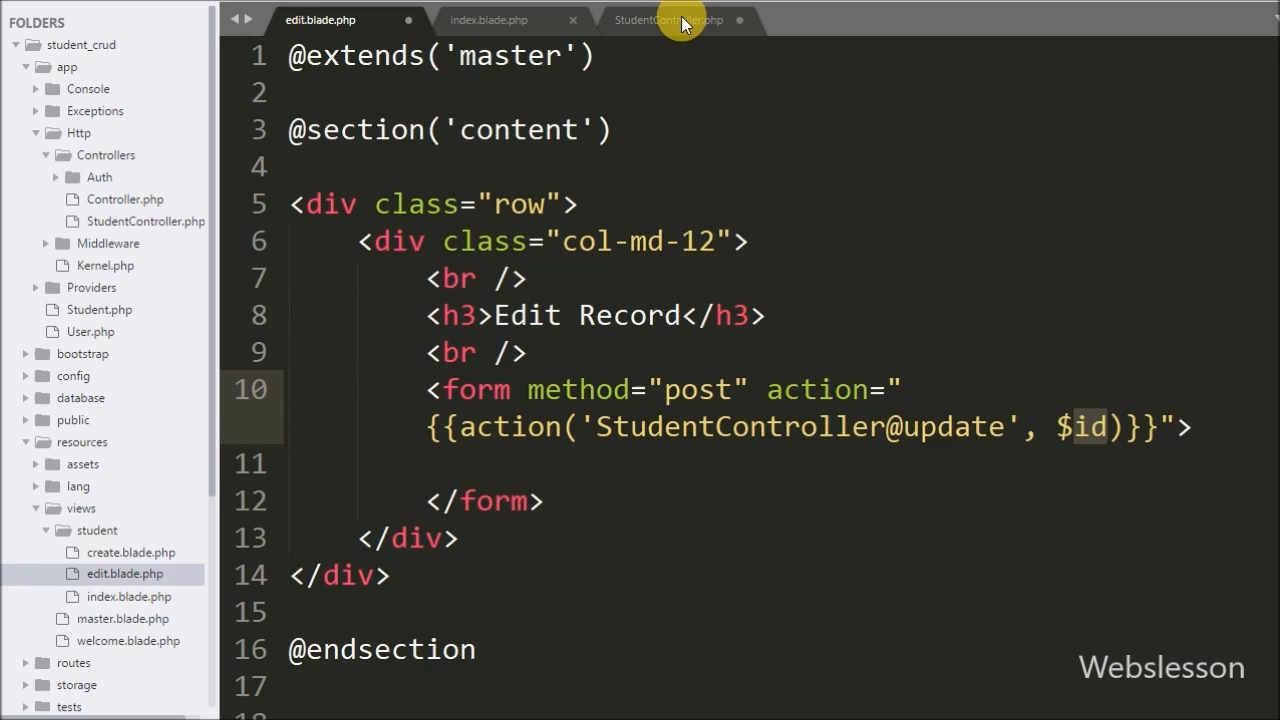 FOLDERS
student_crud
app
Console
Exceptions
Http
Controllers
Auth
Controller.php
StudentController.php
Middleware
Kernel.php
Providers
Student.php
User.php
bootstrap
config
database
public
resources
assets
lang
views
student
create.blade.php
edit.blade.php
index.blade.php
master.blade.php
welcome.blade.php
routes
storage
tests
edit.blade.php index.blade.php StudentController.php
1 @extends('master')
2
3 @section('content')
4
5 <div class="row">
6 <div class="col-md-12">
7 <br />
8 <h3>Edit Record</h3>
9 <br />
10 <form method="post" action="
{{action('StudentController@update', $id)}}">
11
12 </form>
13 </div>
14 </div>
15
16 @endsection
17
Webslesson